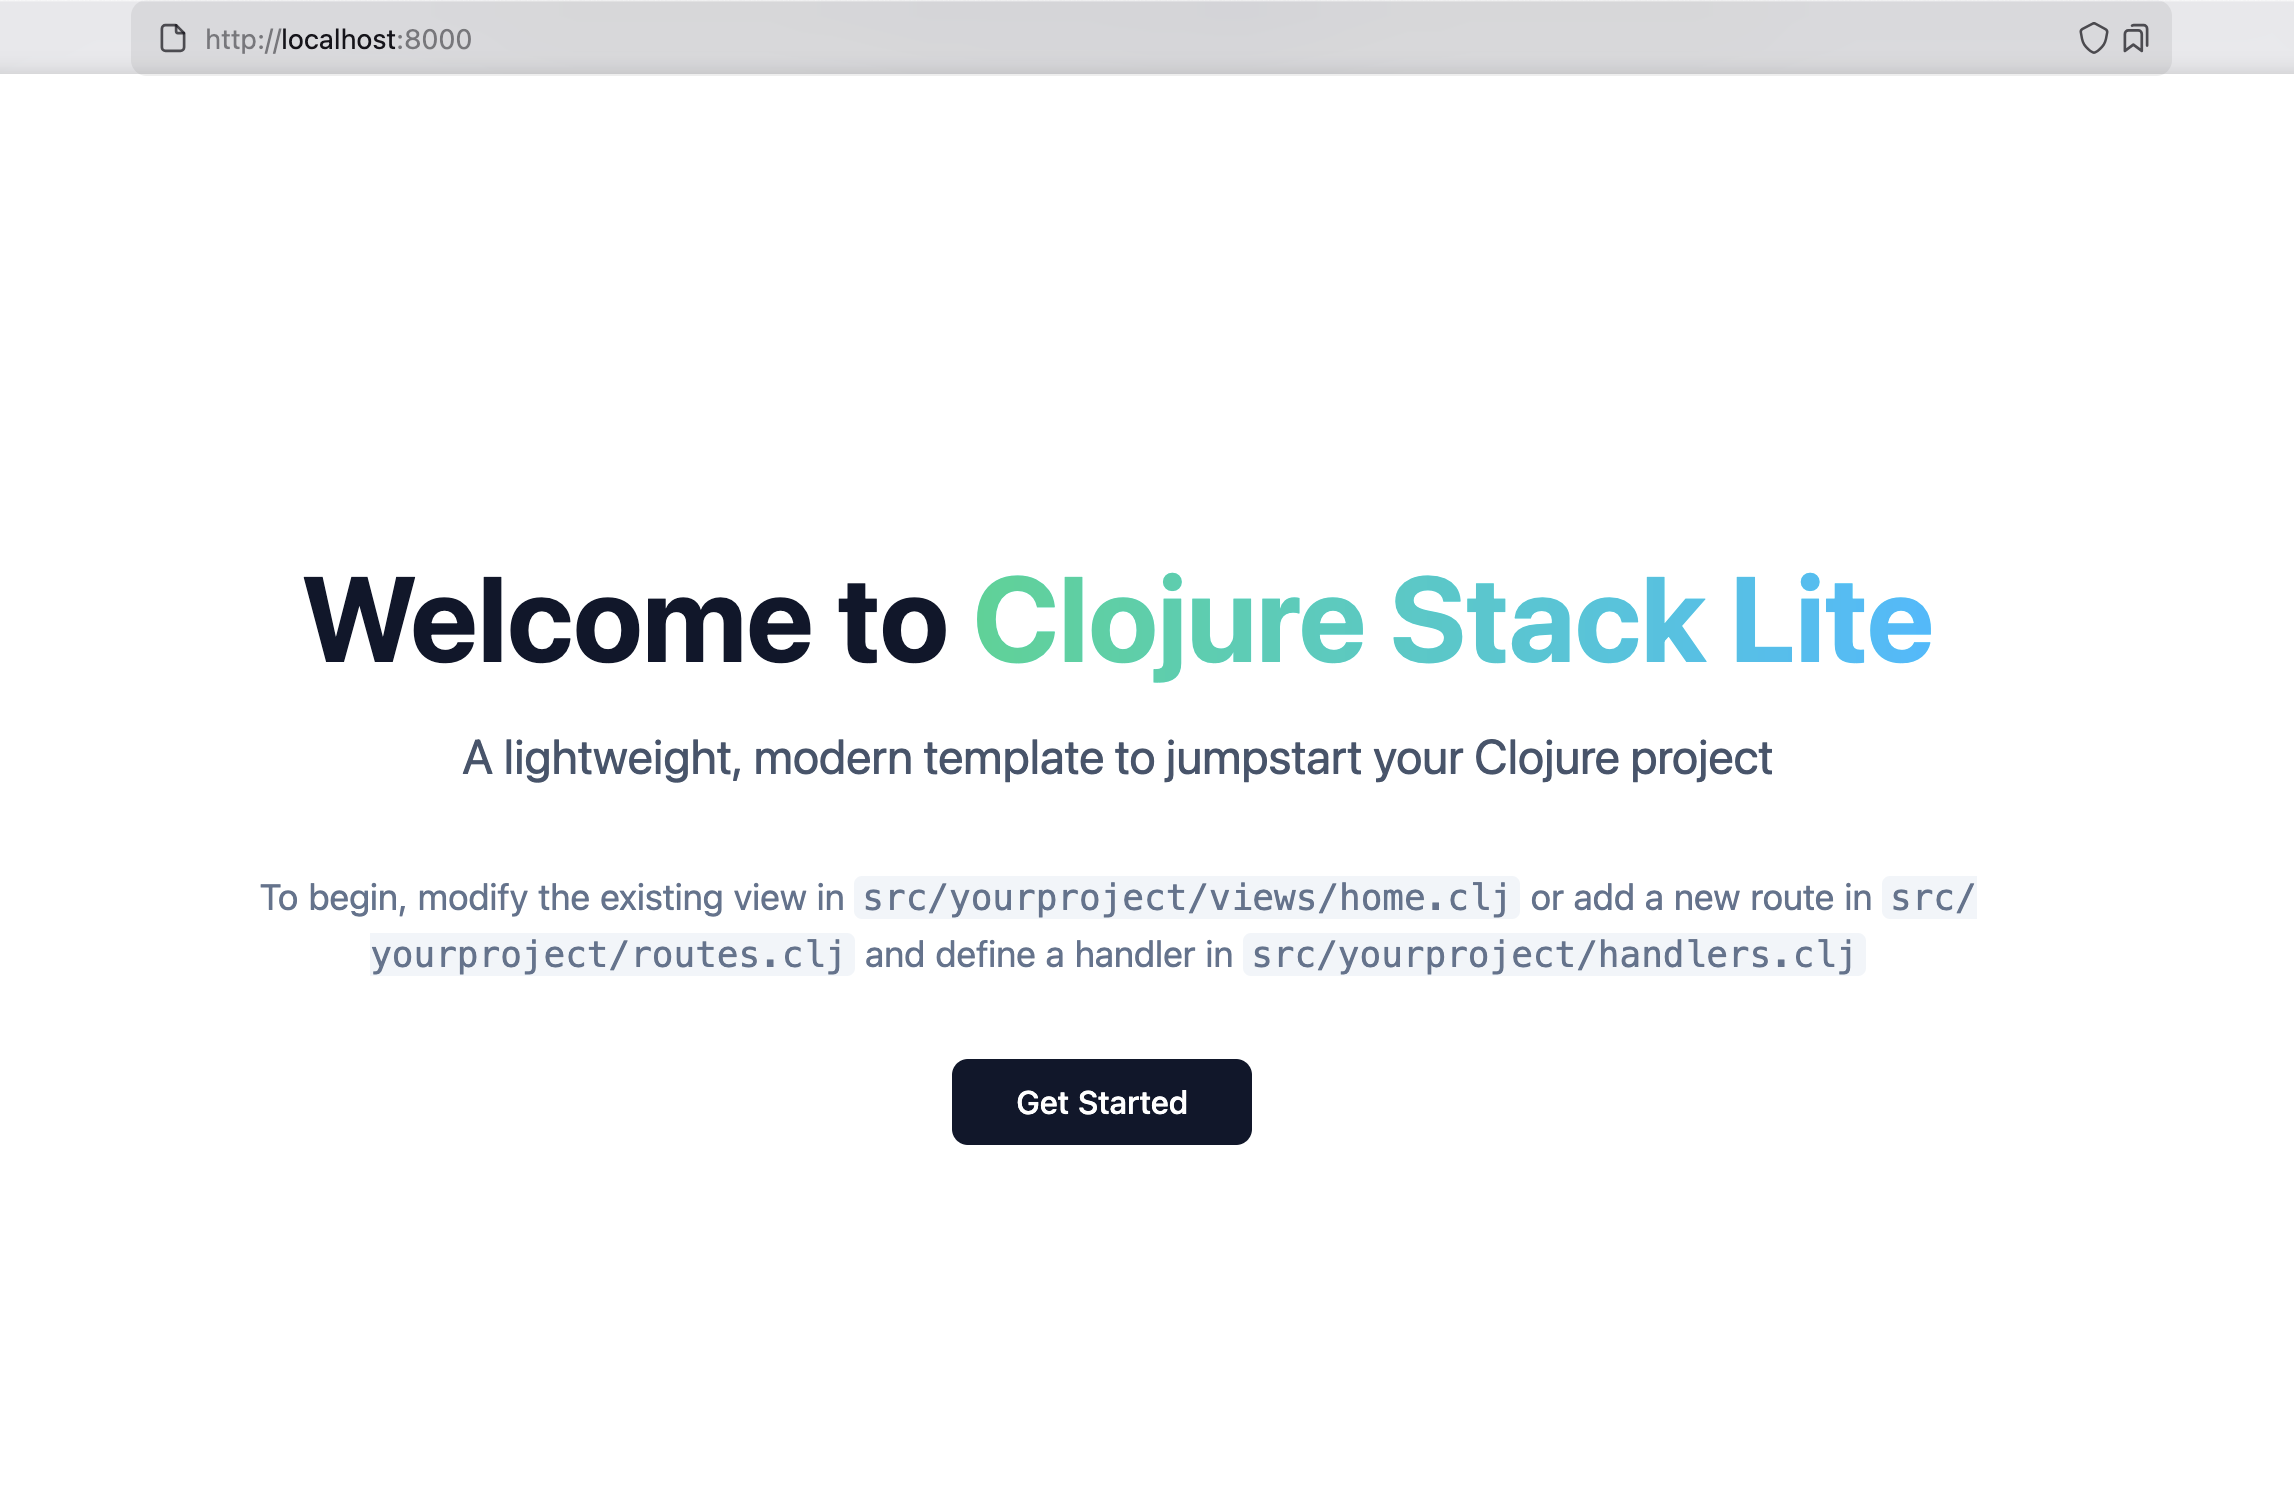 http://localhost:8000
Welcome to Clojure Stack Lite
A lightweight, modern template to jumpstart your Clojure project
To begin, modify the existing view in src/yourproject/views/home.clj or add a new route in src/
yourproject/routes.clj and define a handler in src/yourproject/handlers.clj
Get Started